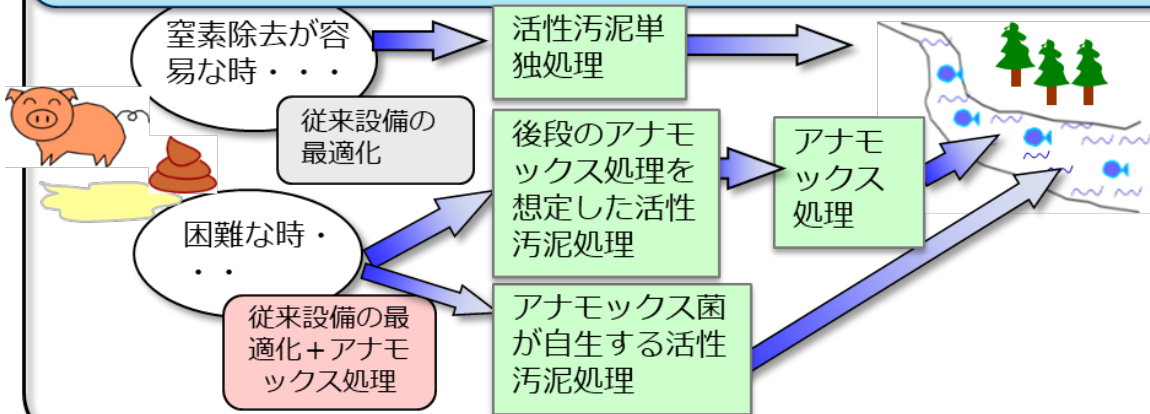 窒素除去が容
易な時・・・
従来設備の
最適化
活性汚泥単
独処理
後段のアナモ
ックス処理を
想定した活性
汚泥処理
アナモ
ックス
処理
困難な時・
・・
従来設備の最
適化＋アナモ
ックス処理
アナモックス菌
が自生する活性
汚泥処理